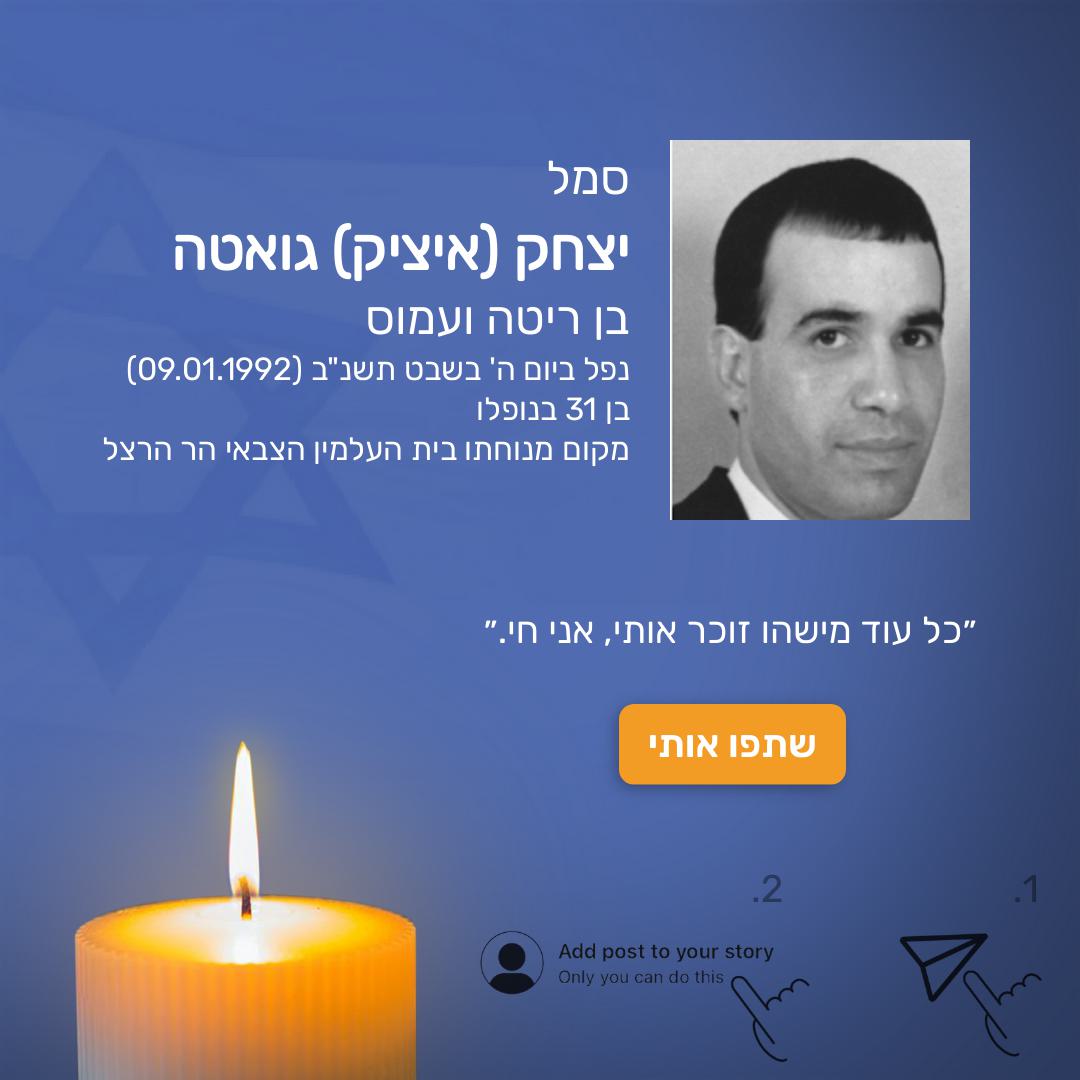 סמל
יצחק (איציק) גואטה
בן ריטה ועמוס
נפל ביום ה' בשבט תשנ"ב (09.01.1992)
בן 31 בנופלו
מקום מנוחתו בית העלמין הצבאי הר הרצל
״כל עוד מישהו זוכר אותי, אני חי.״
שתפו אותי
1.
2.
Add post to your story
Only you can do this